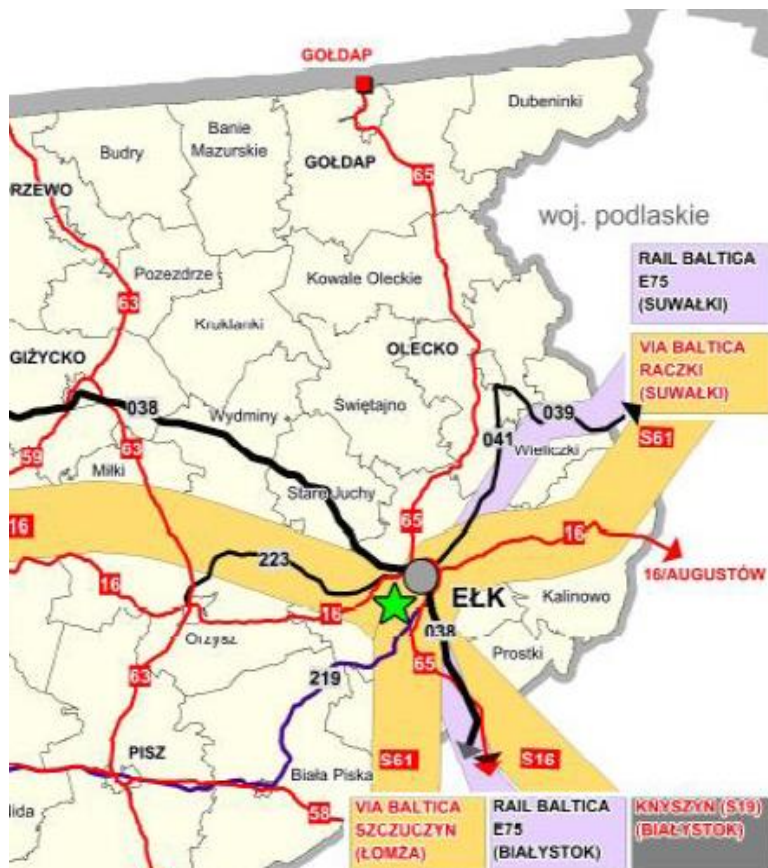 GOŁDAP
Dubeninki
Banie
Mazurskie
Budry
GOŁDAP
65
RZEWO
woj. podlaskie
RAIL BALTICA
E75
(SUWAŁKI)
Pozezdrze
Kowale Oleckie
63
Kruklanki
VIA BALTICA
RACZKI
(SUWAŁKI)
GIŻYCKO
OLECKO
038
Wydminy
Świętajno
039
041
S61
63
59
Miłki
Wieliczki
Stare Juchy
65
16
16
223
16/AUGUSTÓW
16
16
EŁK
Kalinowo
Orzysz
038
Prostki
65
219
63
PISZ
S61
S16
Biała Piska
58
lida
VIA BALTICA
SZCZUCZYN
(ŁOMŻA)
RAIL BALTICA
E75
(BIAŁYSTOK)
KNYSZYN (S19)
(BIAŁYSTOK)